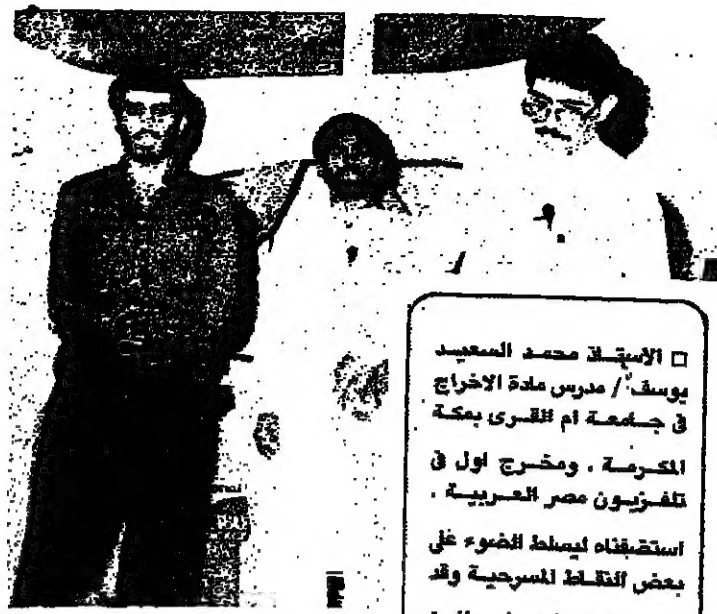 □ الاستاذ محمد السعيد
يوسف / مدرس مادة الاخراج
في جامعة ام القرى بمكة
المكرمة ، ومخرج اول في
تلفزيون مصر العربية .
استضفناه ليسلط الضوء على
بعض النقاط المسرحية وقد